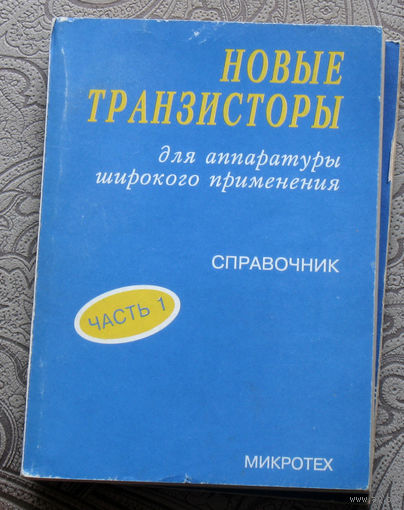 НОВЫЕ
ТРАНЗИСТОРЫ
для аппаратуры
широкого применения
СПРАВОЧНИК
ЧАСТЬ 1
МИКРОТЕХ